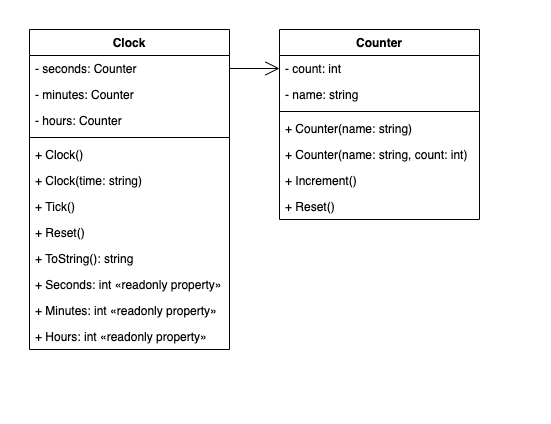 Clock
- seconds: Counter
- minutes: Counter
- hours: Counter
+ Clock()
+ Clock(time: string)
+ Tick()
+ Reset()
+ ToString(): string
+ Seconds: int «readonly property»
+ Minutes: int «readonly property»
+ Hours: int «readonly property»
Counter
- count: int
- name: string
+ Counter(name: string)
+ Counter(name: string, count: int)
+ Increment()
+ Reset()